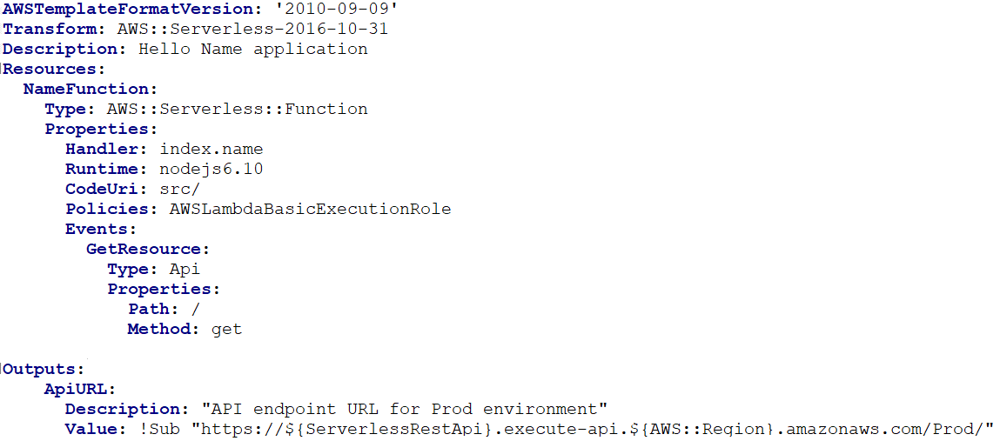 AWSTemplateFormatVersion: '2010-09-09'
Transform: AWS::Serverless-2016-10-31
Description: Hello Name application
Resources:
  NameFunction:
    Type: AWS::Serverless::Function
    Properties:
      Handler: index.name
      Runtime: nodejs6.10
      CodeUri: src/
      Policies: AWSLambdaBasicExecutionRole
      Events:
        GetResource:
          Type: Api
          Properties:
            Path: /
            Method: get
Outputs:
    ApiURL:
      Description: "API endpoint URL for Prod environment"
      Value: !Sub "https://${ServerlessRestApi}.execute-api.${AWS::Region}.amazonaws.com/Prod/"